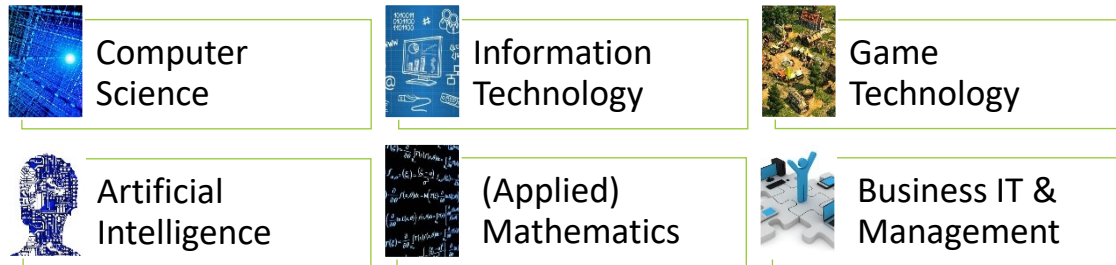 Computer
Science
Information
Technology
Game
Technology
Artificial
Intelligence
(Applied)
Mathematics
Business IT &
Management